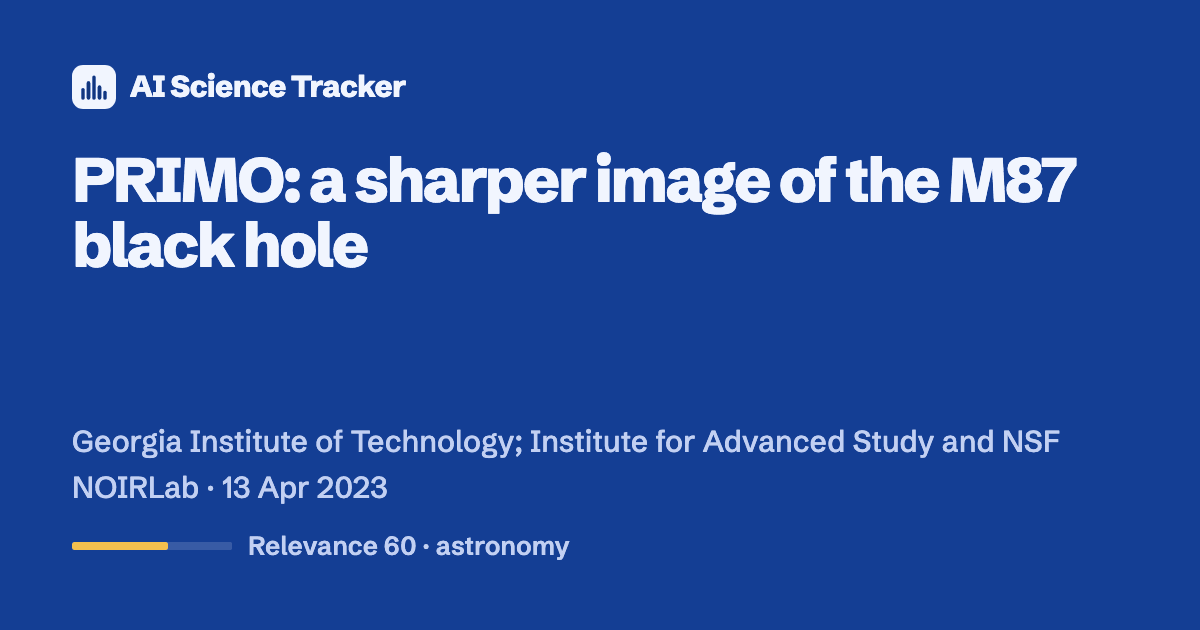 AI Science Tracker
PRIMO: a sharper image of the M87
black hole
Georgia Institute of Technology; Institute for Advanced Study and NSF
NOIRLab · 13 Apr 2023
Relevance 60 · astronomy